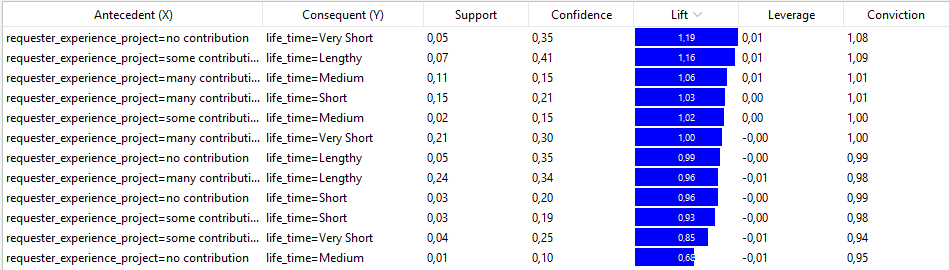 Antecedent (X) Consequent (Y) Support Confidence Lift Leverage Conviction
requester_experience_project=no contribution life_time=Very Short 0,05 0,35 1,19 0,01 1,08
requester_experience_project=some contributi... life_time=Lengthy 0,07 0,41 1,16 0,01 1,09
requester_experience_project=many contributi... life_time=Medium 0,11 0,15 1,06 0,01 1,01
requester_experience_project=many contributi... life_time=Short 0,15 0,21 1,03 0,00 1,01
requester_experience_project=some contributi... life_time=Medium 0,02 0,15 1,02 0,00 1,00
requester_experience_project=many contributi... life_time=Very Short 0,21 0,30 1,00 -0,00 1,00
requester_experience_project=no contribution life_time=Lengthy 0,05 0,35 0,99 -0,00 0,99
requester_experience_project=many contributi... life_time=Lengthy 0,24 0,34 0,96 -0,01 0,98
requester_experience_project=no contribution life_time=Short 0,03 0,20 0,96 -0,00 0,99
requester_experience_project=some contributi... life_time=Short 0,03 0,19 0,93 -0,00 0,98
requester_experience_project=some contributi... life_time=Very Short 0,04 0,25 0,85 -0,01 0,94
requester_experience_project=no contribution life_time=Medium 0,01 0,10 0,68 -0,01 0,95